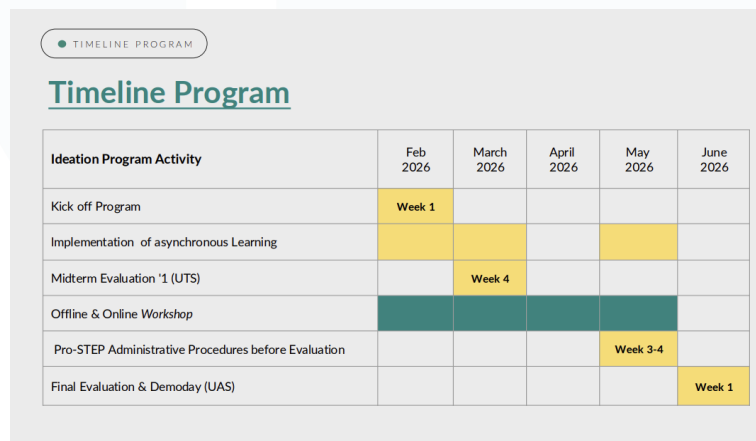 TIMELINE PROGRAM
Timeline Program
Ideation Program Activity
Feb 2026
March 2026
April 2026
May 2026
June 2026
Kick off Program
Week 1
Implementation of asynchronous Learning
Midterm Evaluation '1 (UTS)
Week 4
Offline & Online Workshop
Pro-STEP Administrative Procedures before Evaluation
Week 3-4
Final Evaluation & Demoday (UAS)
Week 1